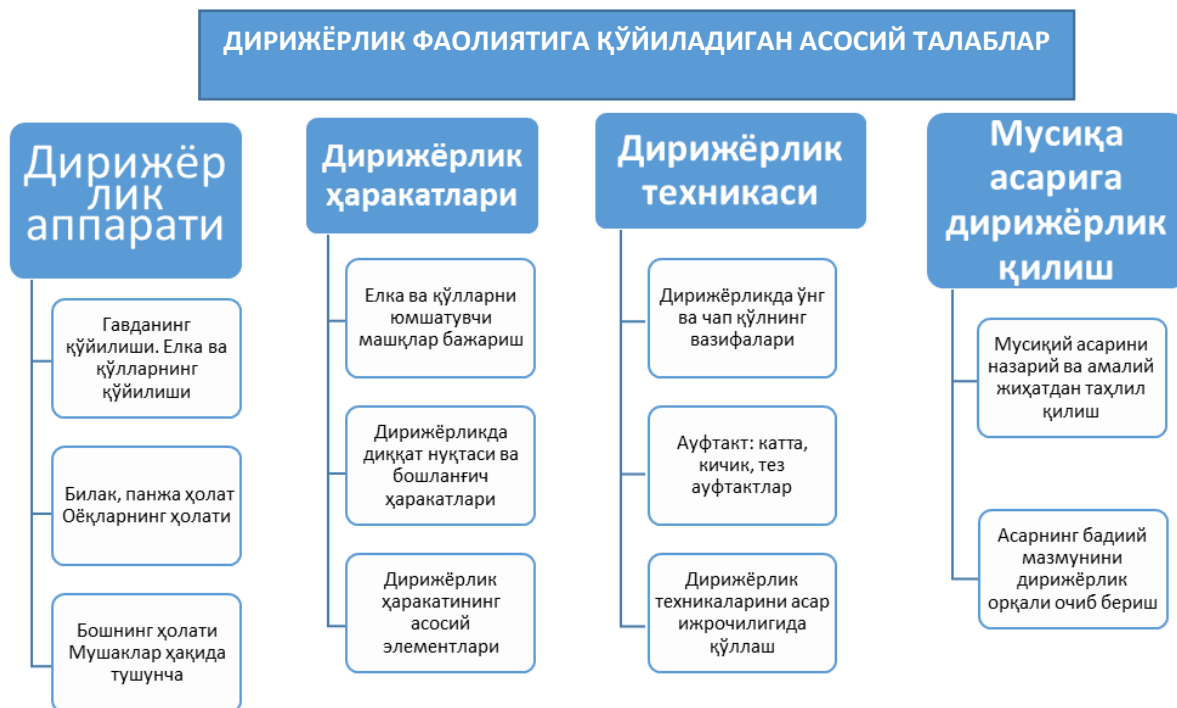 ДИРИЖЁРЛИК ФАОЛИЯТИГА ҚЎЙИЛАДИГАН АСОСИЙ ТАЛАБЛАР
Дирижёр
лик
аппарати
Гавданинг
қўйилиши. Елка ва
қўлларнинг
қўйилиши
Билак, панжа ҳолат
Оёқларнинг ҳолати
Бошнинг ҳолати
Мушаклар ҳақида
тушунча
Дирижёрлик
ҳаракатлари
Елка ва қўлларни
юмшатувчи
машқлар бажариш
Дирижёрликда
диққат нуқтаси ва
бошланғич
ҳаракатлари
Дирижёрлик
ҳаракатининг
асосий
элементлари
Дирижёрлик
техникаси
Дирижёрликда ўнг
ва чап қўлнинг
вазифалари
Ауфтакт: катта,
кичик, тез
ауфтактлар
Дирижёрлик
техникаларини асар
ижрочилигида
қўллаш
Мусиқа
асарига
дирижёрлик
қилиш
Мусиқий асарини
назарий ва амалий
жиҳатдан таҳлил
қилиш
Асарнинг бадиий
мазмунини
дирижёрлик
орқали очиб бериш